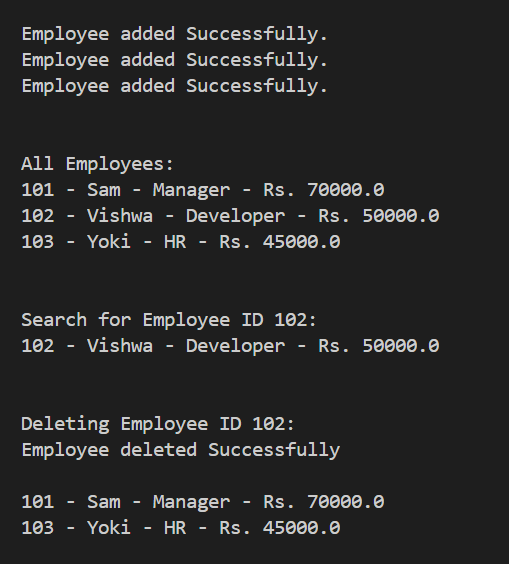 Employee added Successfully.
Employee added Successfully.
Employee added Successfully.
All Employees:
101 - Sam - Manager - Rs. 70000.0
102 - Vishwa - Developer - Rs. 50000.0
103 - Yoki - HR - Rs. 45000.0
Search for Employee ID 102:
102 - Vishwa - Developer - Rs. 50000.0
Deleting Employee ID 102:
Employee deleted Successfully
101 - Sam - Manager - Rs. 70000.0
103 - Yoki - HR - Rs. 45000.0